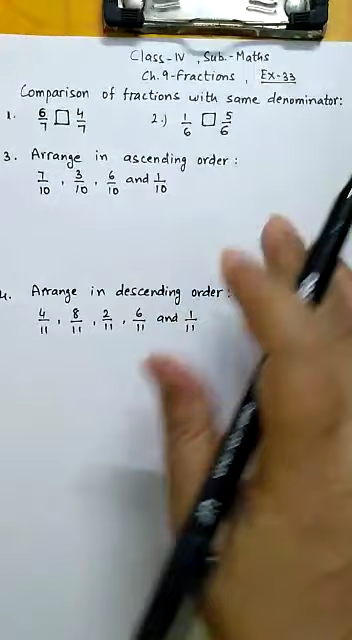 Class-IV , Sub.-Maths
Ch.9-Fractions , Ex-33
Comparison of fractions with same denominator:
1. 6/7 □ 4/7 2.) 1/6 □ 5/6
3. Arrange in ascending order :
7/10 , 3/10 , 6/10 and 1/10
4. Arrange in descending order :
4/11 , 8/11 , 2/11 , 6/11 and 1/11